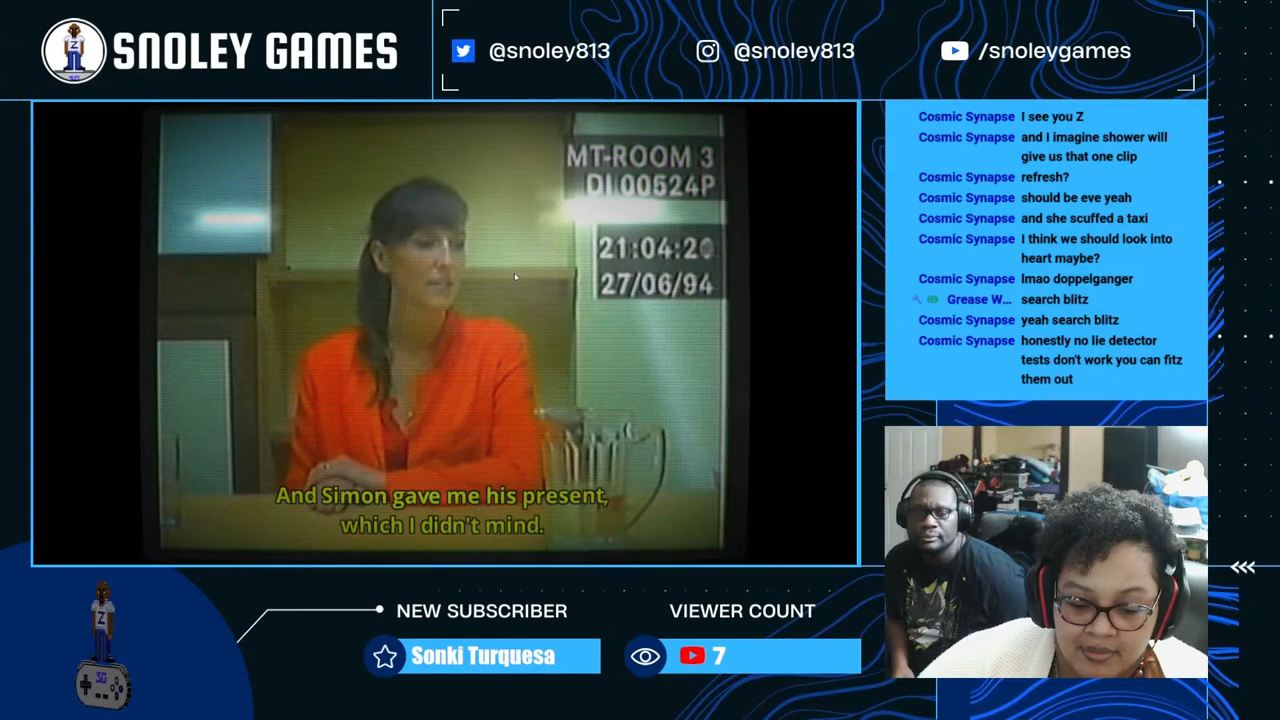 SNOLEY GAMES
@snoley813
@snoley813
/snoleygames
MT-ROOM 3
DI 00524P
21:04:20
27/06/94
And Simon gave me his present,
which I didn't mind.
Cosmic Synapse I see you Z
Cosmic Synapse and I imagine shower will
give us that one clip
Cosmic Synapse refresh?
Cosmic Synapse should be eve yeah
Cosmic Synapse and she scuffed a taxi
Cosmic Synapse I think we should look into
heart maybe?
Cosmic Synapse lmao doppelganger
Grease W... search blitz
Cosmic Synapse yeah search blitz
Cosmic Synapse honestly no lie detector
tests don't work you can fitz
them out
NEW SUBSCRIBER
VIEWER COUNT
Sonki Turquesa
7
Z
SG